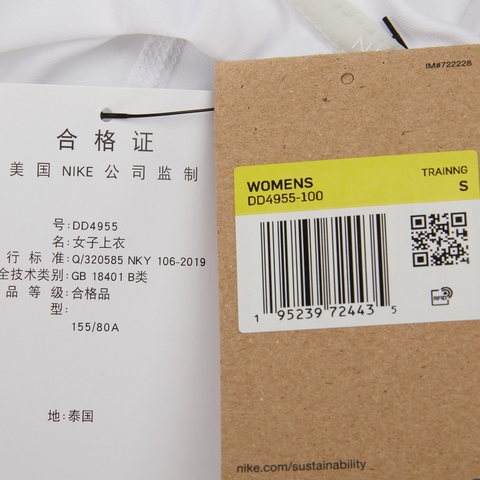 合格证
美国 NIKE 公司监制
号:DD4955
名:女子上衣
行标准:Q/320585 NKY 106-2019
全技术类别:GB 18401 B类
品等级:合格品
型:
155/80A
地:泰国
IM#722228
WOMENS
TRAINNG
DD4955-100
S
1 95239 72443 5
RFID
nike.com/sustainability